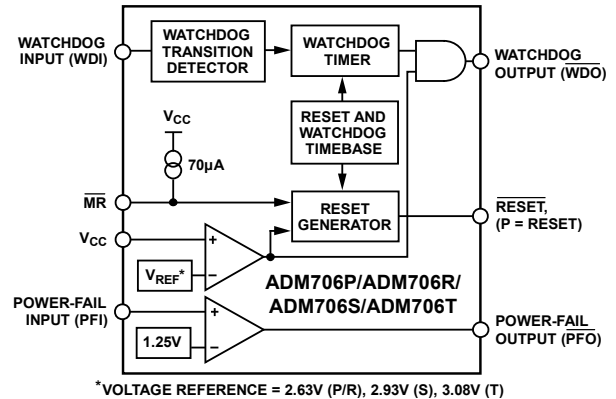 WATCHDOG
INPUT (WDI)
WATCHDOG
TRANSITION
DETECTOR
WATCHDOG
TIMER
WATCHDOG
OUTPUT (WDO)
RESET AND
WATCHDOG
TIMEBASE
VCC
70µA
MR
RESET
GENERATOR
RESET,
(P = RESET)
VCC
+
VREF*
−
ADM706P/ADM706R/
ADM706S/ADM706T
POWER-FAIL
INPUT (PFI)
+
1.25V
−
POWER-FAIL
OUTPUT (PFO)
*VOLTAGE REFERENCE = 2.63V (P/R), 2.93V (S), 3.08V (T)